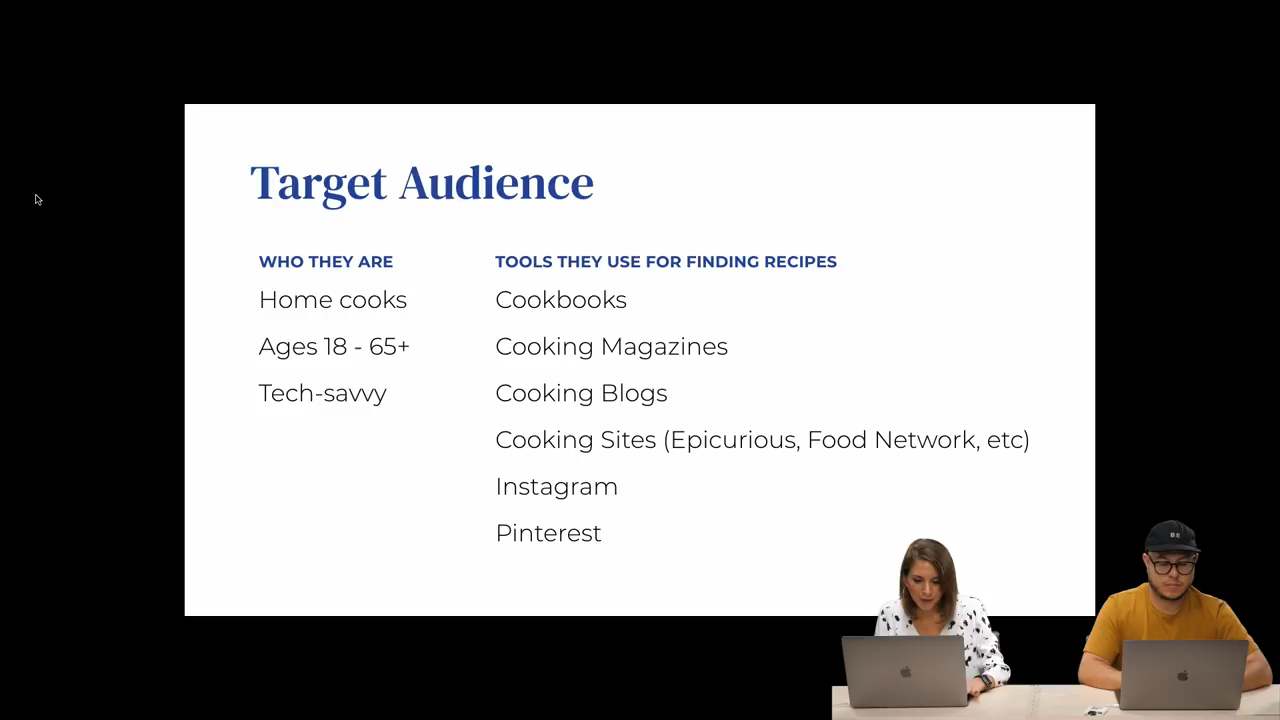 Target Audience
WHO THEY ARE
Home cooks
Ages 18 - 65+
Tech-savvy
TOOLS THEY USE FOR FINDING RECIPES
Cookbooks
Cooking Magazines
Cooking Blogs
Cooking Sites (Epicurious, Food Network, etc)
Instagram
Pinterest
BE